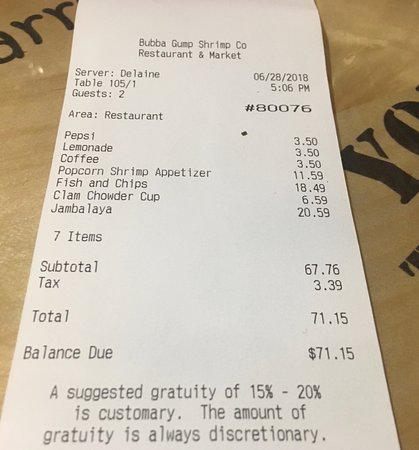 Bubba Gump Shrimp Co
Restaurant & Market
Server: Delaine 06/28/2018
Table 105/1 5:06 PM
Guests: 2
#80076
Area: Restaurant
Pepsi 3.50
Lemonade 3.50
Coffee 3.50
Popcorn Shrimp Appetizer 11.59
Fish and Chips 18.49
Clam Chowder Cup 6.59
Jambalaya 20.59
7 Items
Subtotal 67.76
Tax 3.39
Total 71.15
Balance Due $71.15
A suggested gratuity of 15% - 20%
is customary. The amount of
gratuity is always discretionary.